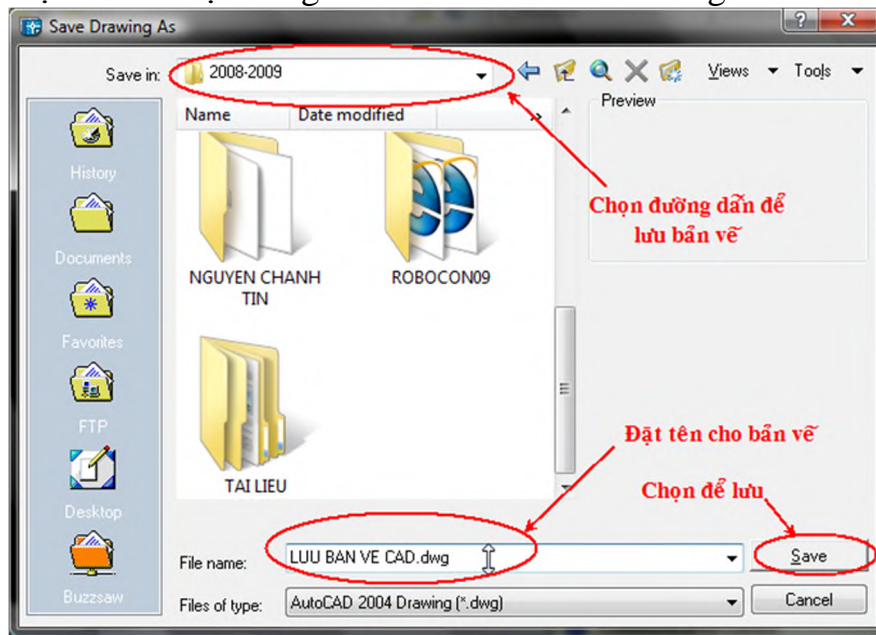 Save Drawing As
Save in:
2008-2009
Views
Tools
Name Date modified »
Preview
History
Documents
Favorites
FTP
Desktop
Buzzsaw
NGUYEN CHANH
TIN
ROBOCON09
TAI LIEU
Chọn đường dẫn để
lưu bản vẽ
Đặt tên cho bản vẽ
Chọn để lưu
File name:
LUU BAN VE CAD.dwg
Save
Files of type:
AutoCAD 2004 Drawing (*.dwg)
Cancel